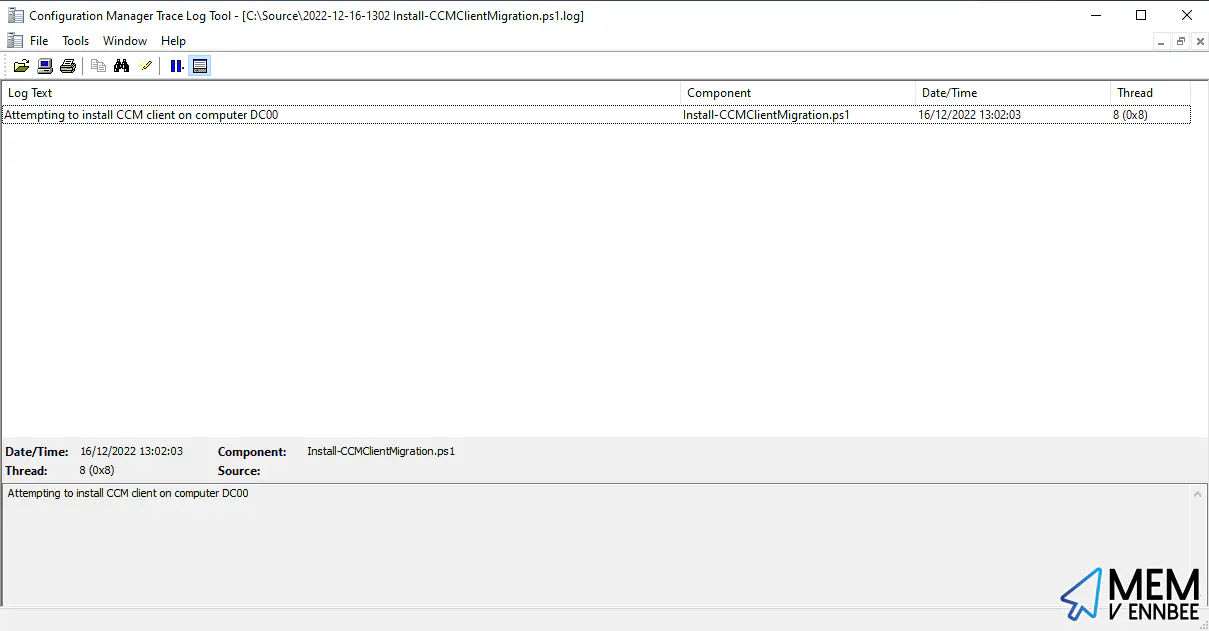 Configuration Manager Trace Log Tool - [C:\Source\2022-12-16-1302 Install-CCMClientMigration.ps1.log]
File Tools Window Help
Log Text Component Date/Time Thread
Attempting to install CCM client on computer DC00 Install-CCMClientMigration.ps1 16/12/2022 13:02:03 8 (0x8)
Date/Time: 16/12/2022 13:02:03 Component: Install-CCMClientMigration.ps1
Thread: 8 (0x8) Source:
Attempting to install CCM client on computer DC00
MEM
V ENNBEE